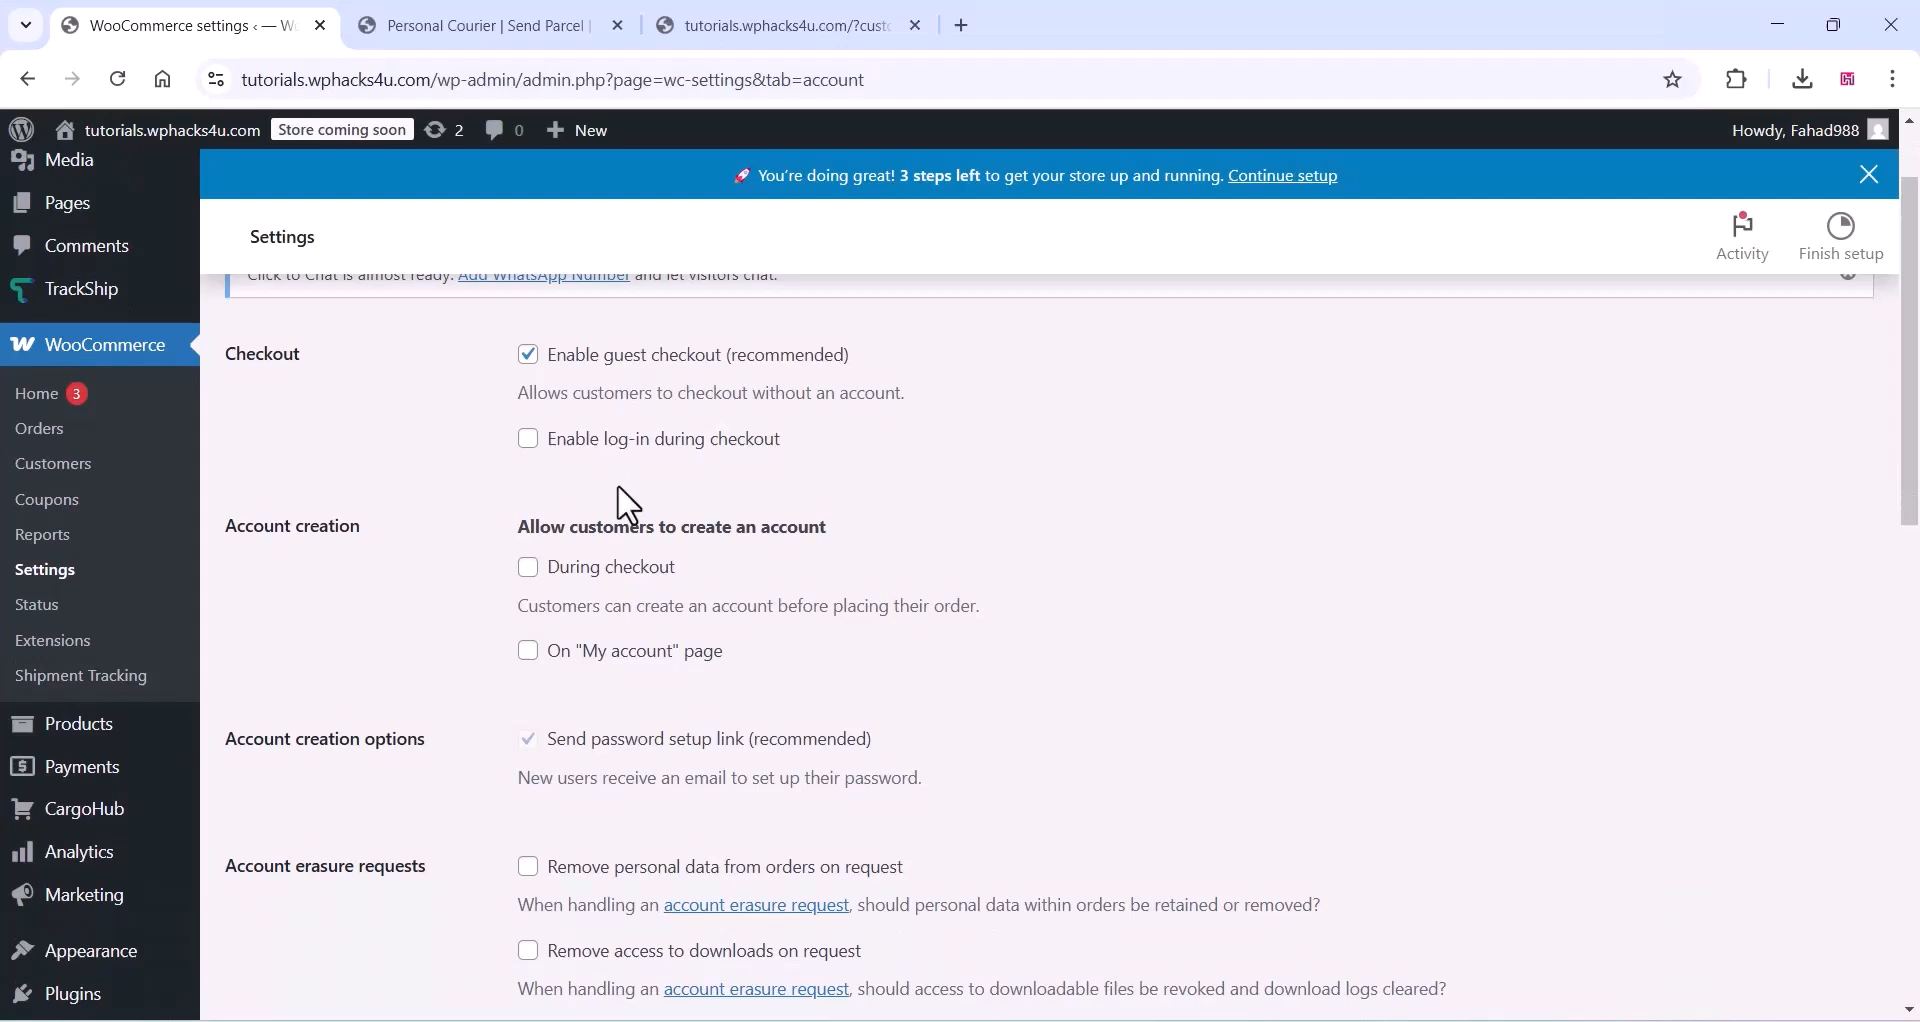 WooCommerce settings ‹ — W
Personal Courier | Send Parcel |
tutorials.wphacks4u.com/?cust
tutorials.wphacks4u.com/wp-admin/admin.php?page=wc-settings&tab=account
tutorials.wphacks4u.com Store coming soon 2 0 New
Howdy, Fahad988
🚀 You're doing great! 3 steps left to get your store up and running. Continue setup
Settings
Activity
Finish setup
Media
Pages
Comments
TrackShip
WooCommerce
Home 3
Orders
Customers
Coupons
Reports
Settings
Status
Extensions
Shipment Tracking
Products
Payments
CargoHub
Analytics
Marketing
Appearance
Plugins
Click to Chat is almost ready. Add WhatsApp Number and let visitors chat.
Checkout
Enable guest checkout (recommended)
Allows customers to checkout without an account.
Enable log-in during checkout
Account creation
Allow customers to create an account
During checkout
Customers can create an account before placing their order.
On "My account" page
Account creation options
Send password setup link (recommended)
New users receive an email to set up their password.
Account erasure requests
Remove personal data from orders on request
When handling an account erasure request, should personal data within orders be retained or removed?
Remove access to downloads on request
When handling an account erasure request, should access to downloadable files be revoked and download logs cleared?